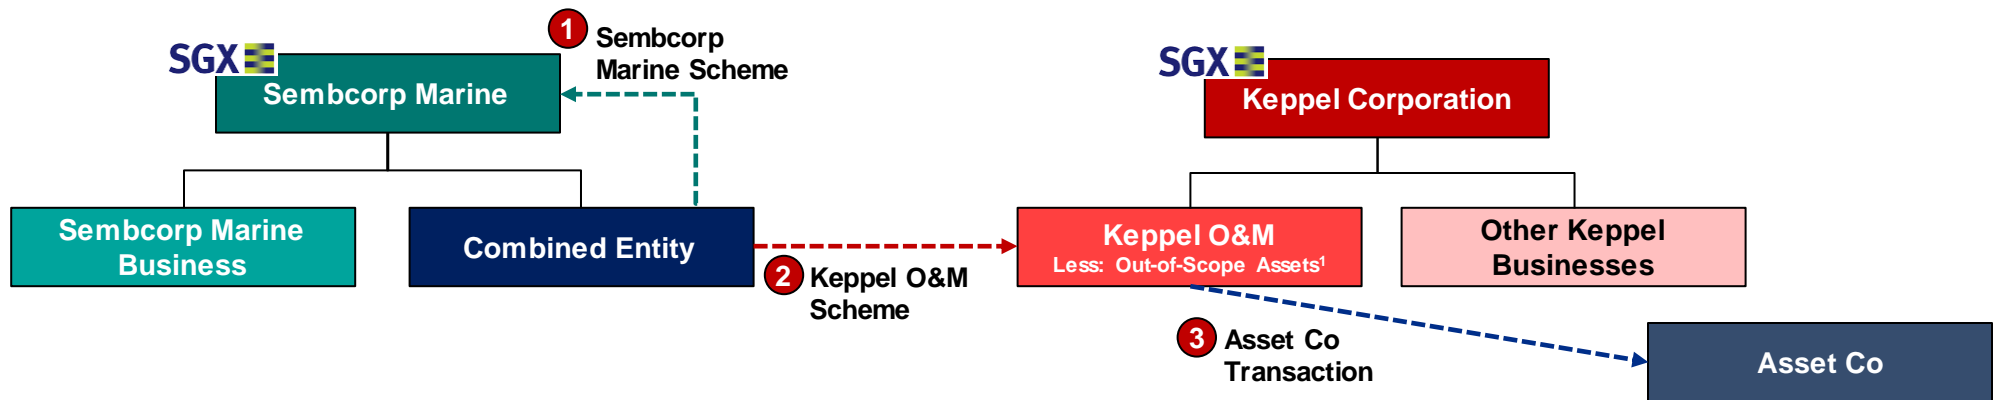 1
Sembcorp
Marine Scheme
SGX
Sembcorp Marine
SGX
Keppel Corporation
Sembcorp Marine
Business
Combined Entity
2
Keppel O&M
Scheme
Keppel O&M
Less: Out-of-Scope Assets¹
Other Keppel
Businesses
3
Asset Co
Transaction
Asset Co